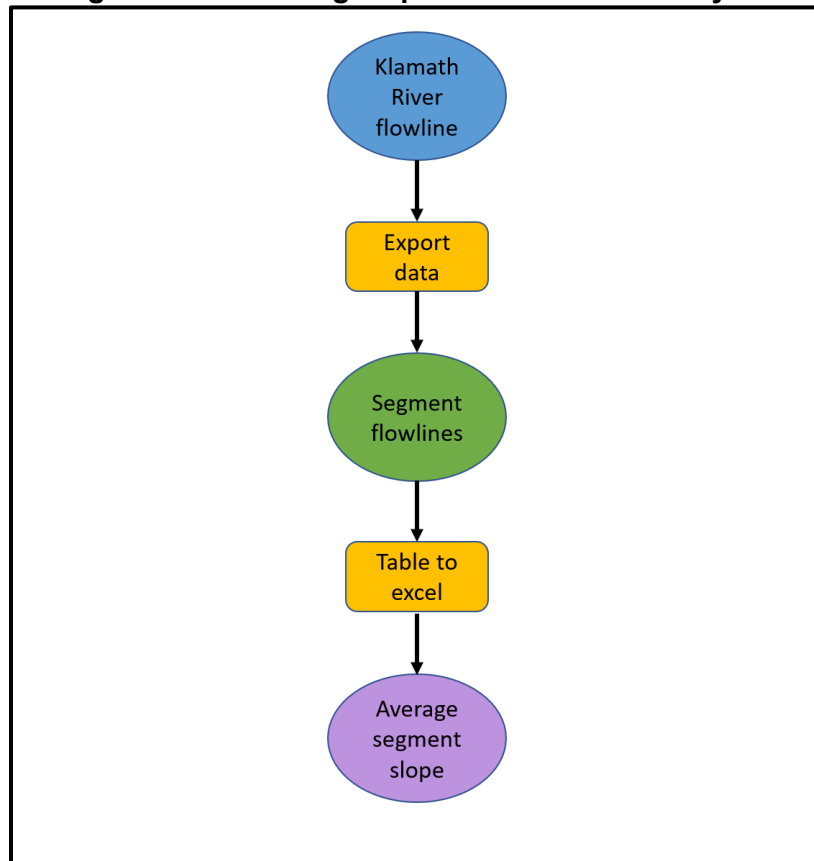 Klamath
River
flowline
Export
data
Segment
flowlines
Table to
excel
Average
segment
slope